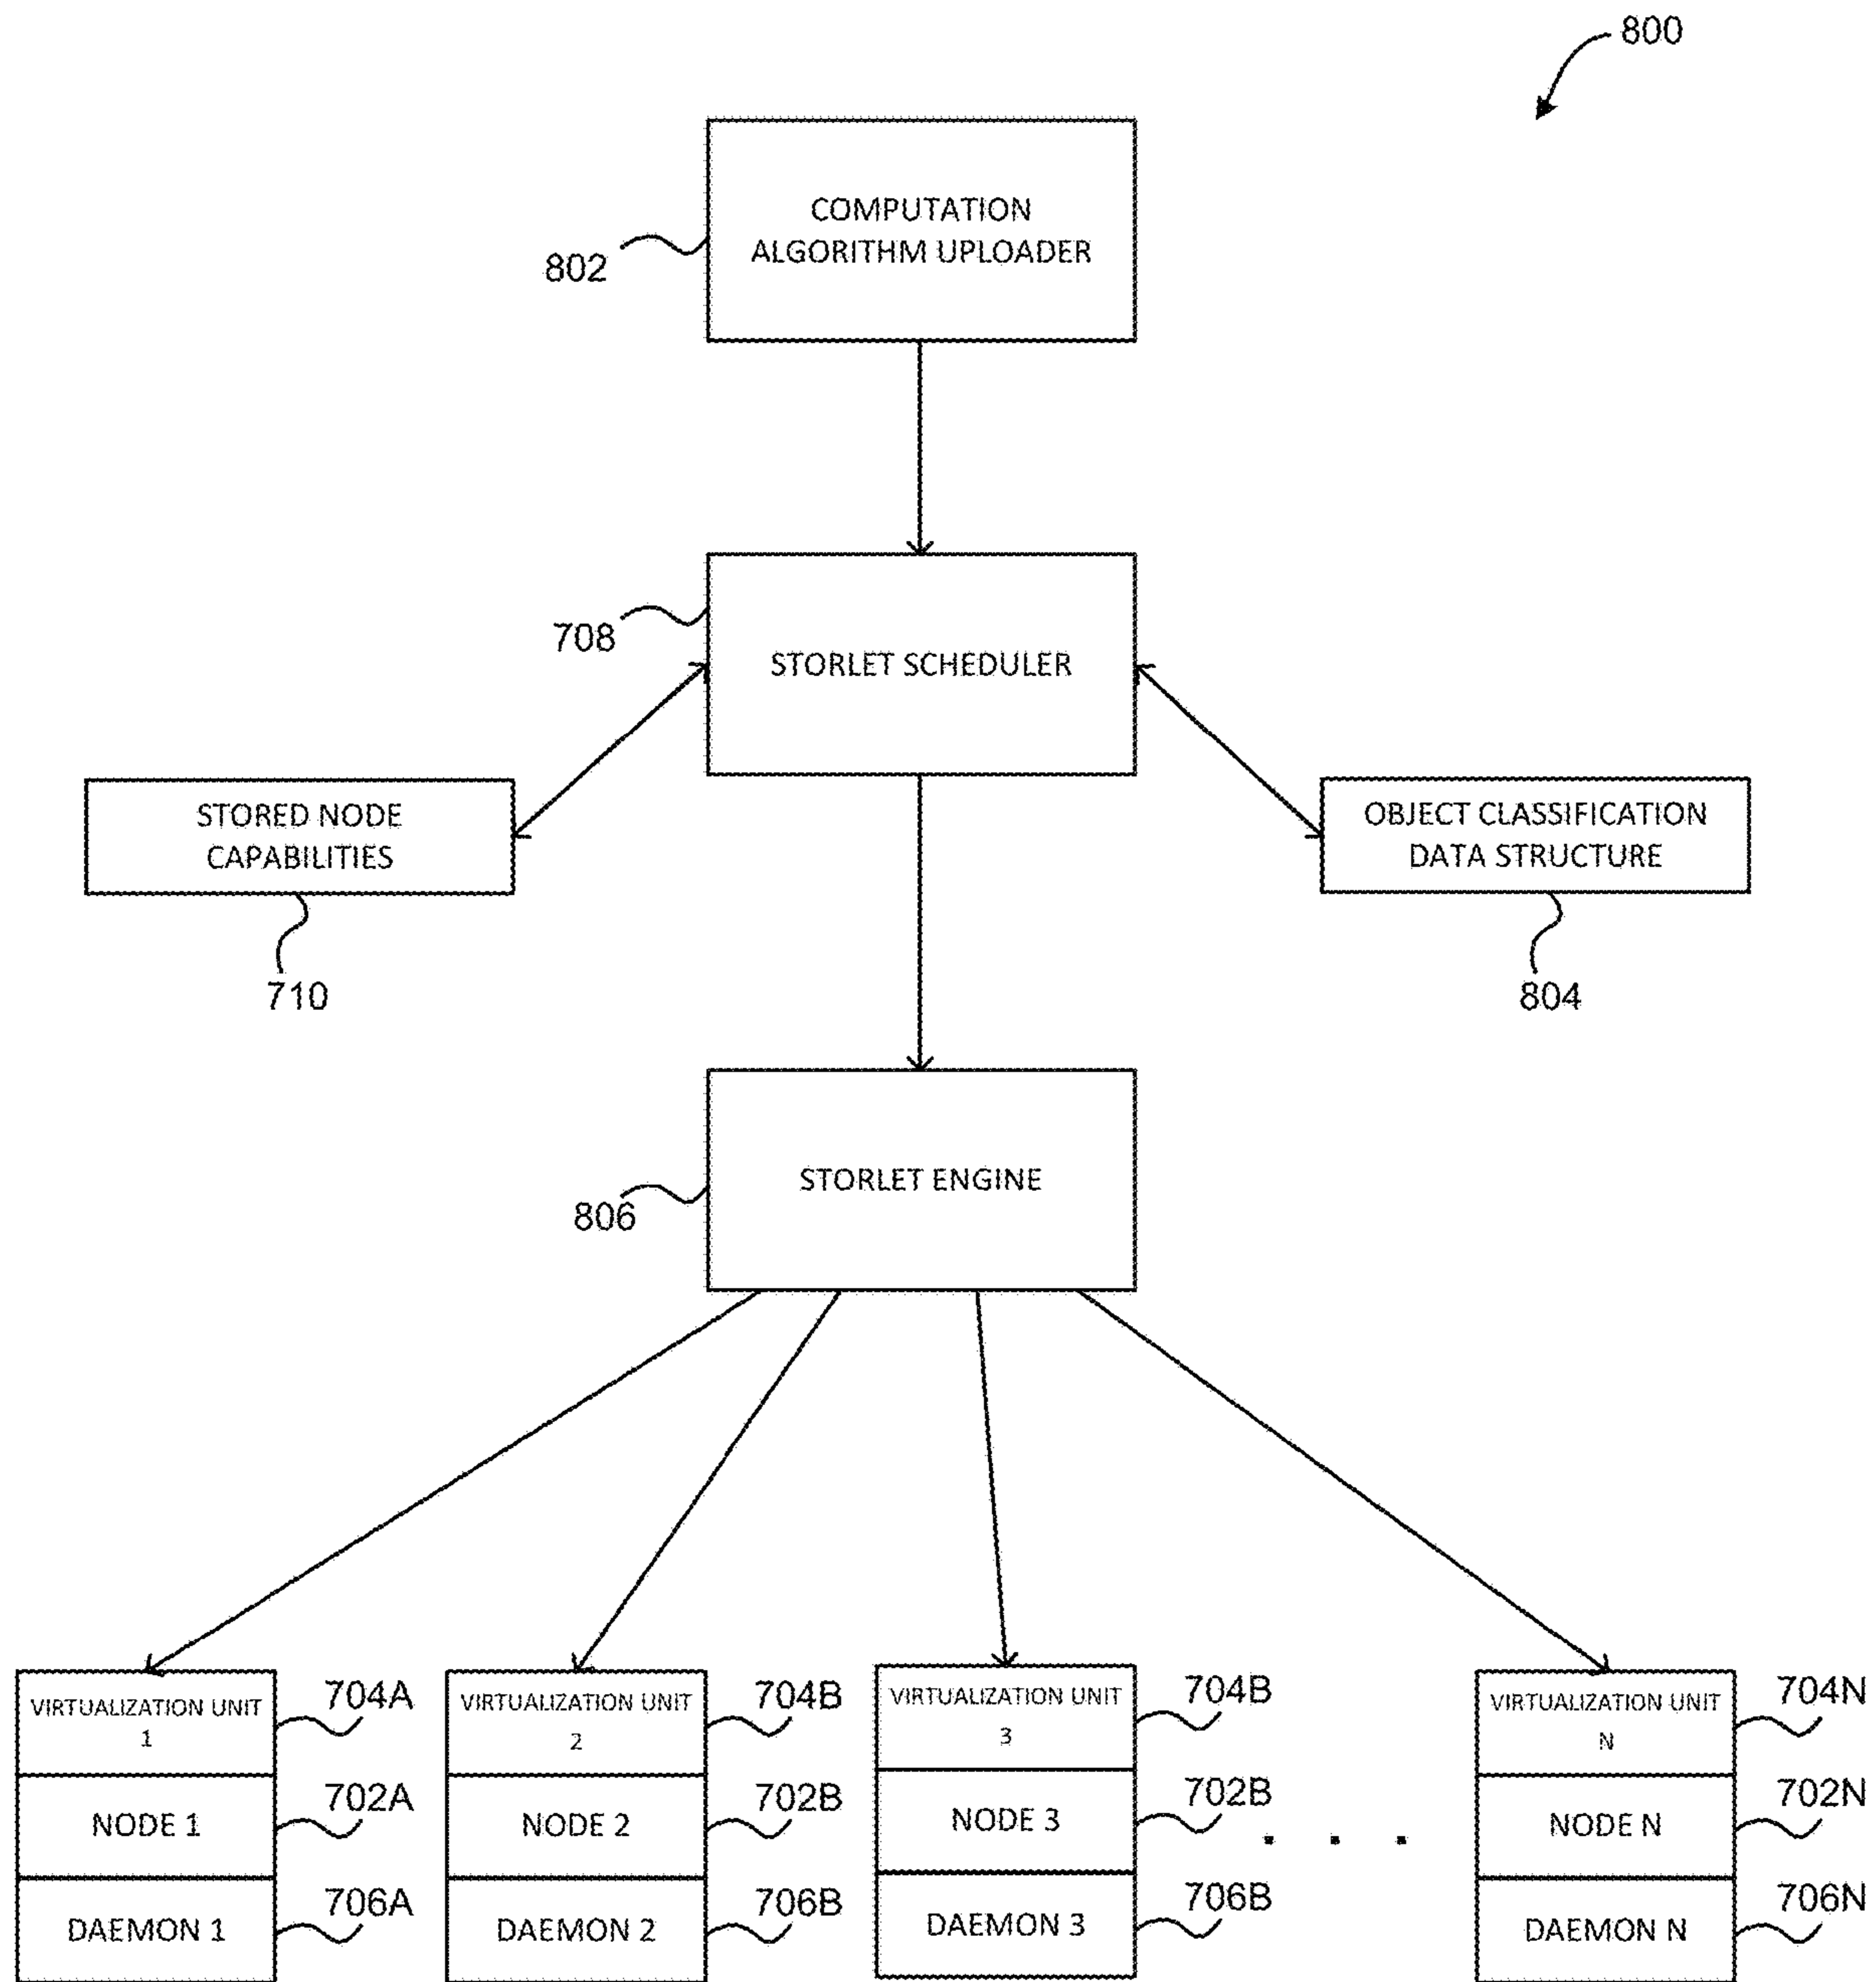 800
COMPUTATION
ALGORITHM UPLOADER
802
708
STORLET SCHEDULER
STORED NODE
CAPABILITIES
710
OBJECT CLASSIFICATION
DATA STRUCTURE
804
STORLET ENGINE
806
VIRTUALIZATION UNIT
1
704A
NODE 1
702A
DAEMON 1
706A
VIRTUALIZATION UNIT
2
704B
NODE 2
702B
DAEMON 2
706B
VIRTUALIZATION UNIT
3
704B
NODE 3
702B
DAEMON 3
706B
. . .
VIRTUALIZATION UNIT
N
704N
NODE N
702N
DAEMON N
706N